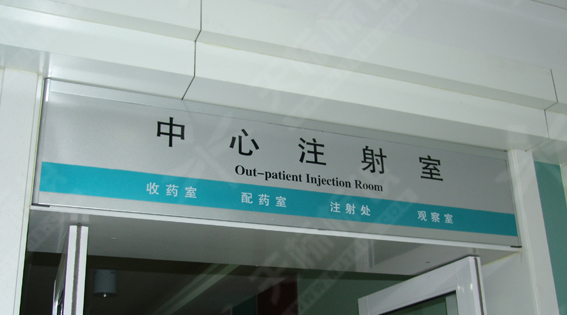 中心注射室
Out-patient Injection Room
收药室 配药室 注射处 观察室